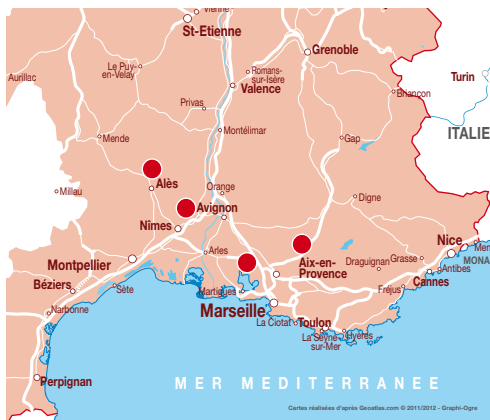 Vienne
St-Etienne
Grenoble
Le Puy-
en-Velay
Romans-
sur-Isère
Turin
Aurillac
Valence
Briançon
Privas
Montélimar
ITALIE
Mende
Gap
Alès
Millau
Orange
Digne
Avignon
Nîmes
Nice
Men
Arles
Aix-en-
Provence
Draguignan
Grasse
MONA
Montpellier
Antibes
Béziers
Sète
Martigues
Cannes
Fréjus
Narbonne
Marseille
La Ciotat
Toulon
La Seyne-
sur-Mer
Hyères
Perpignan
MER MEDITERRANEE
Cartes réalisées d'après Geoatlas.com © 2011/2012 - Graphi-Ogre